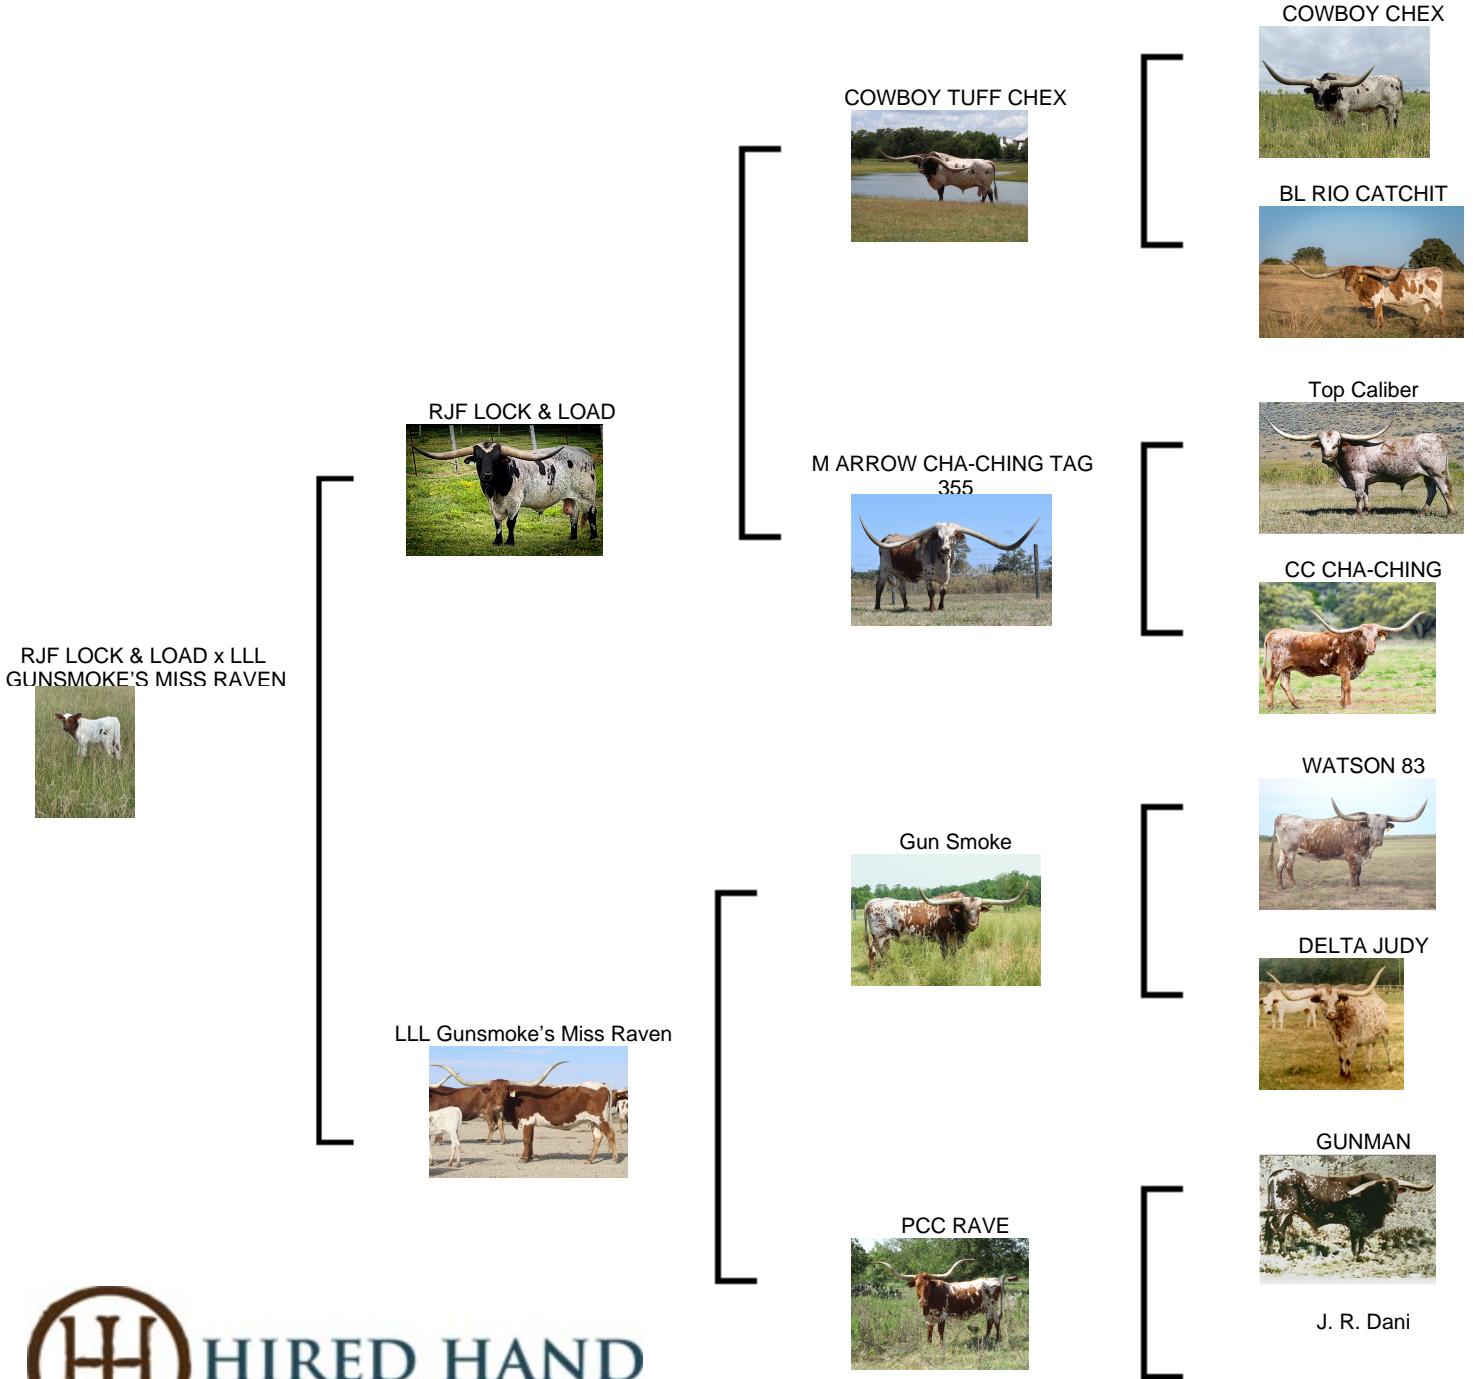 COWBOY CHEX
COWBOY TUFF CHEX
BL RIO CATCHIT
Top Caliber
RJF LOCK & LOAD
M ARROW CHA-CHING TAG
355
CC CHA-CHING
RJF LOCK & LOAD x LLL
GUNSMOKE'S MISS RAVEN
WATSON 83
Gun Smoke
DELTA JUDY
LLL Gunsmoke's Miss Raven
GUNMAN
PCC RAVE
J. R. Dani
HIRED HAND